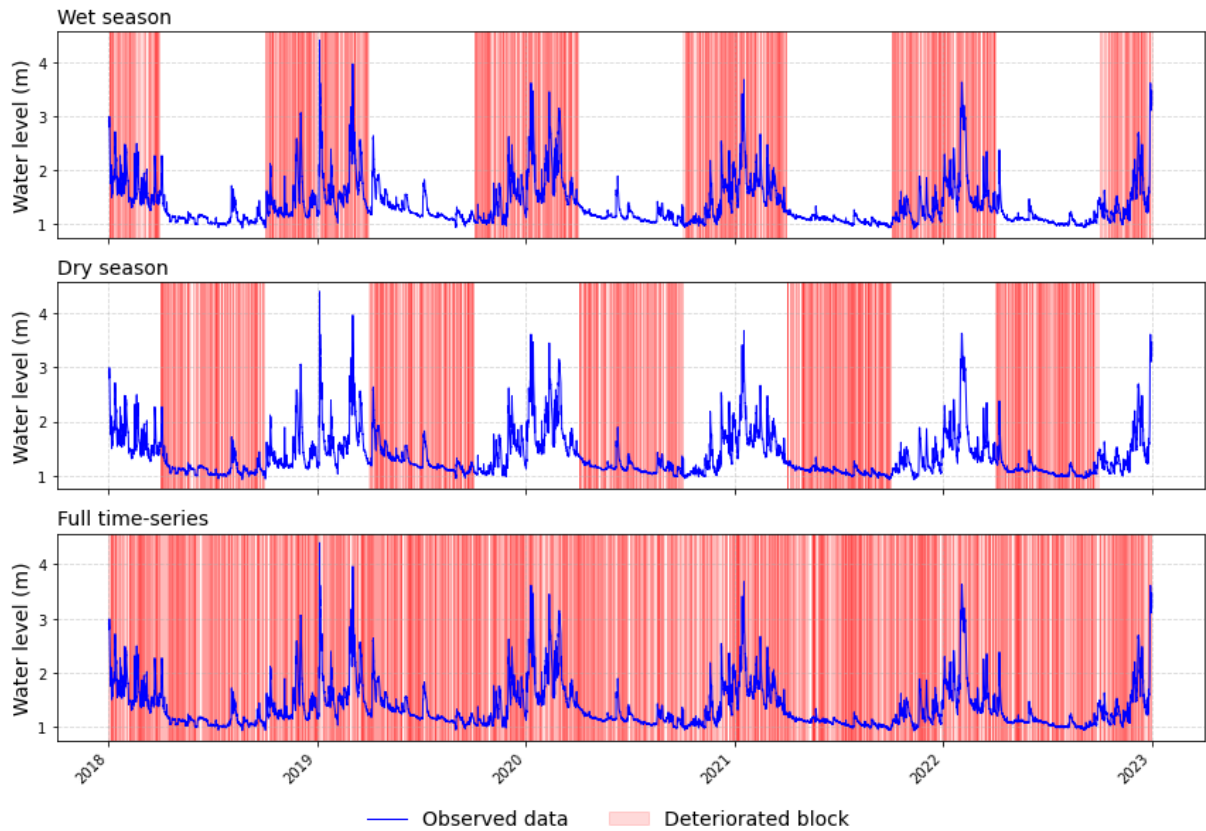 Wet season
Water level (m)
4
3
2
1
Dry season
Water level (m)
4
3
2
1
Full time-series
Water level (m)
4
3
2
1
2018
2019
2020
2021
2022
2023
Observed data
Deteriorated block